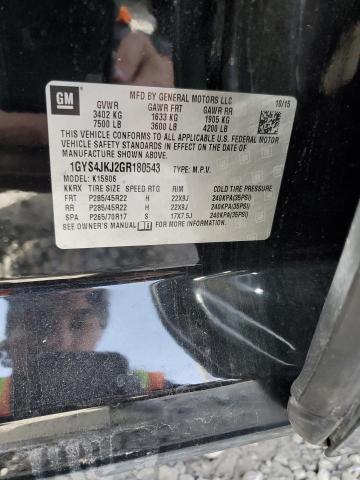 GM
MFD BY GENERAL MOTORS LLC 10/15
GVWR GAWR FRT GAWR RR
3402 KG 1633 KG 1905 KG
7500 LB 3600 LB 4200 LB
THIS VEHICLE CONFORMS TO ALL APPLICABLE U.S. FEDERAL MOTOR
VEHICLE SAFETY AND THEFT PREVENTION STANDARDS IN EFFECT ON
THE DATE OF MANUFACTURE SHOWN ABOVE.
1GYS4JKJ2GR180543 TYPE: M.P.V.
MODEL: K15906
KKRX TIRE SIZE SPEED RTG RIM COLD TIRE PRESSURE
FRT P285/45R22 H 22X9J 240KPA(35PSI)
RR P285/45R22 H 22X9J 240KPA(35PSI)
SPA P265/70R17 S 17X7.5J 240KPA(35PSI)
SEE OWNER'S MANUAL FOR MORE INFORMATION.